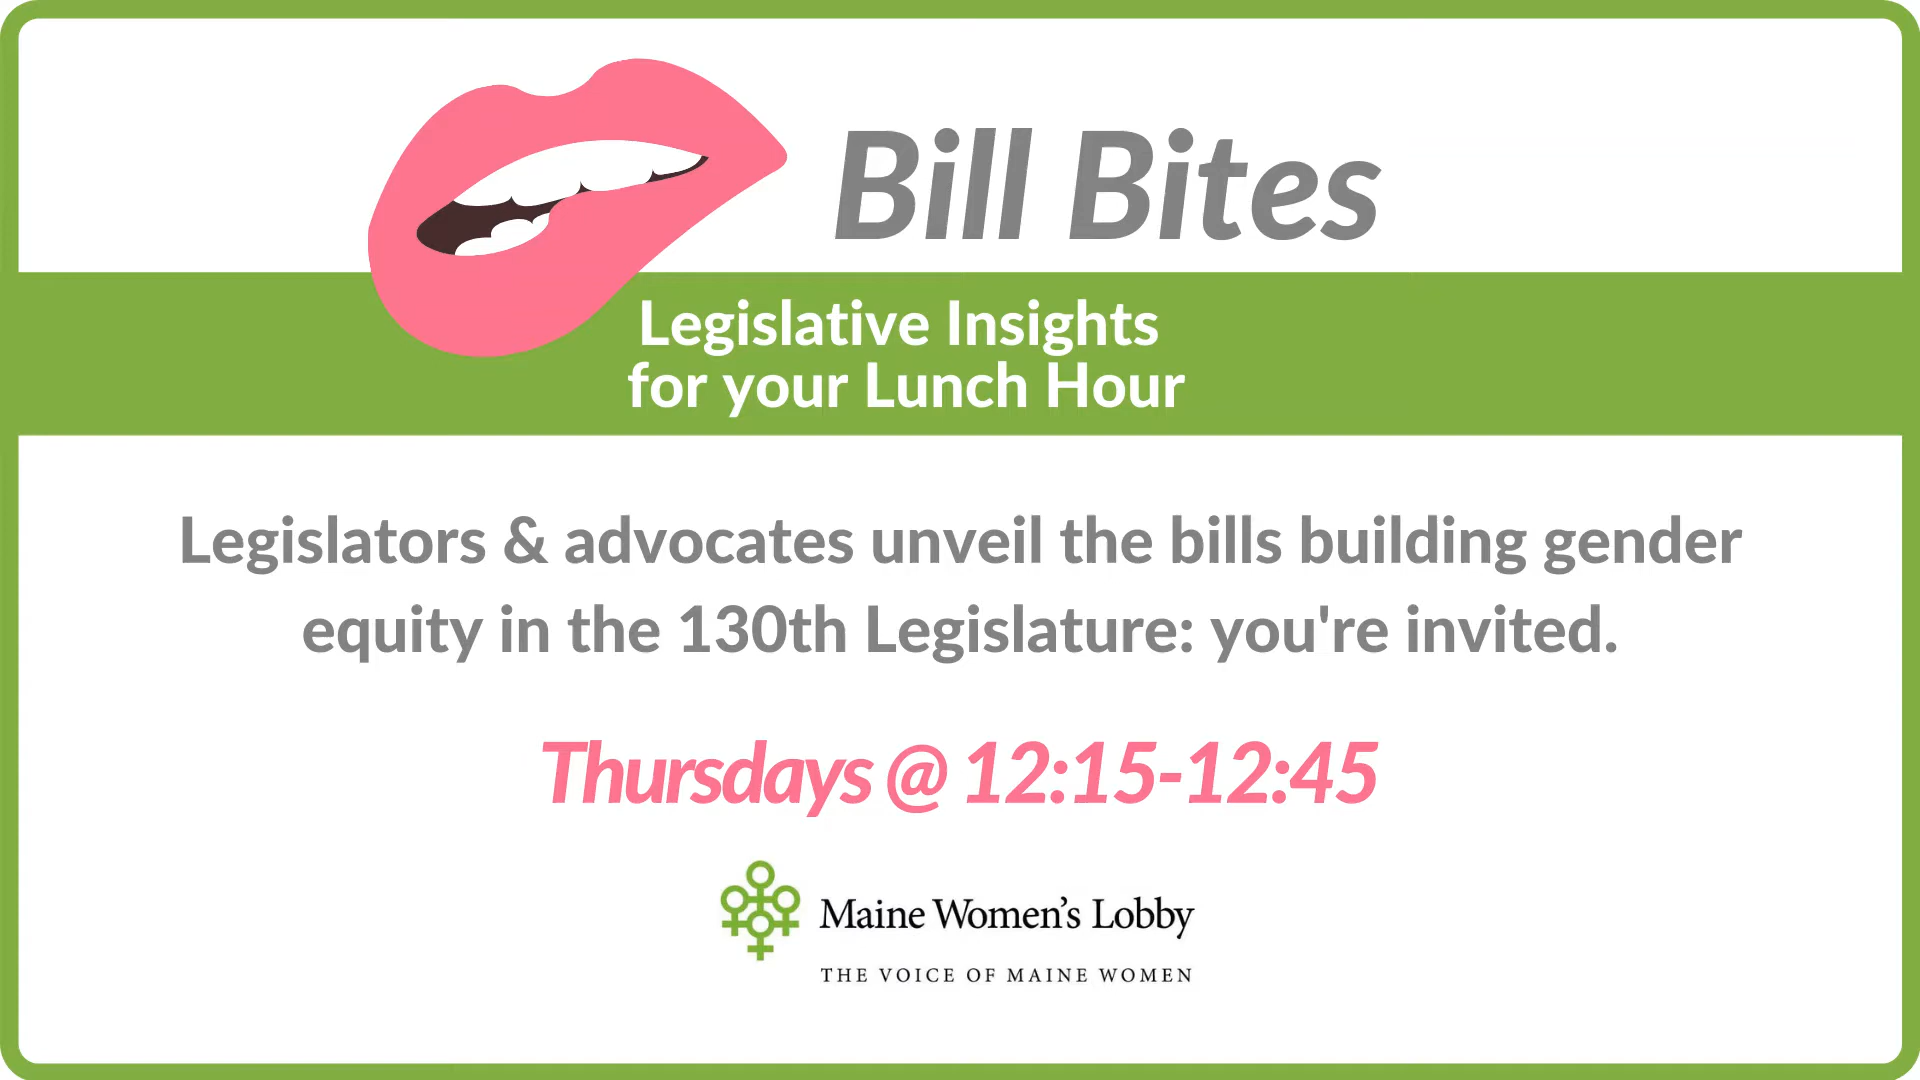 Bill Bites
Legislative Insights
for your Lunch Hour
Legislators & advocates unveil the bills building gender
equity in the 130th Legislature: you're invited.
Thursdays @ 12:15-12:45
Maine Women’s Lobby
THE VOICE OF MAINE WOMEN